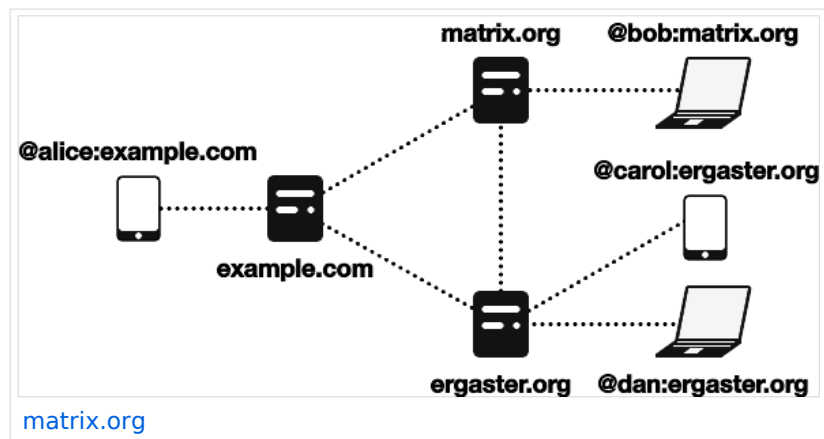 matrix.org
@bob:matrix.org
@alice:example.com
@carol:ergaster.org
example.com
ergaster.org
@dan:ergaster.org
matrix.org